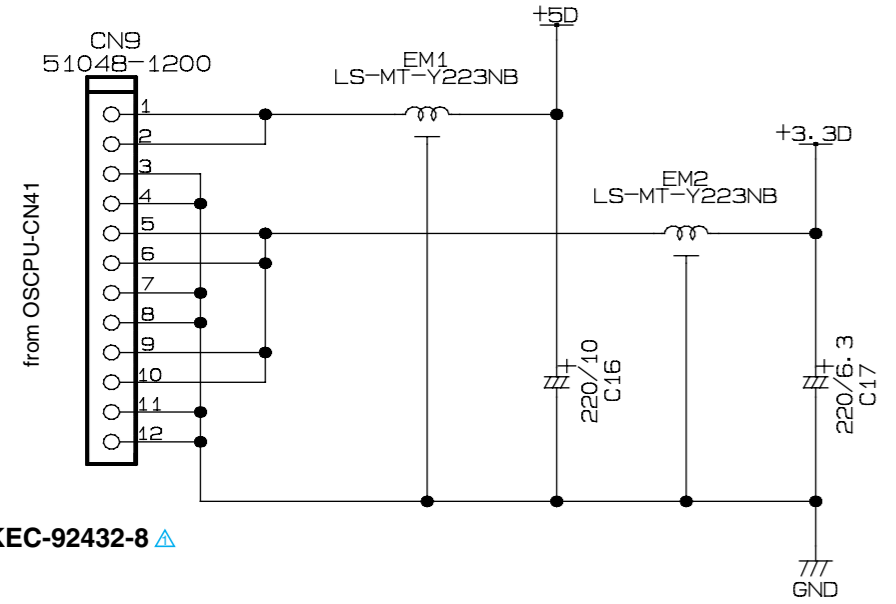 +5D
CN9
51048-1200
EM1
LS-MT-Y223NB
+3.3D
EM2
LS-MT-Y223NB
from OSCPU-CN41
1
2
3
4
5
6
7
8
9
10
11
12
220/10
C16
220/6.3
C17
KEC-92432-8 1
GND